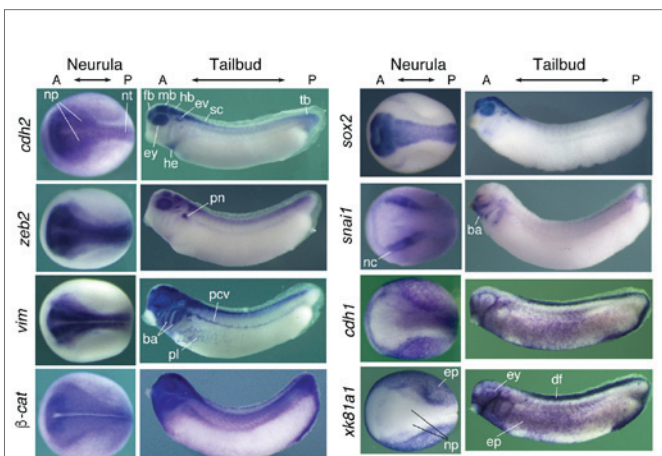 Neurula Tailbud
A P A P
np nt fb mb hb ev sc tb
cdh2
ey he
zeb2
pn
vim
pcv
ba pl
β-cat
Neurula Tailbud
A P A P
sox2
snai1
ba
nc
cdh1
xk81a1
ep ey df
np ep